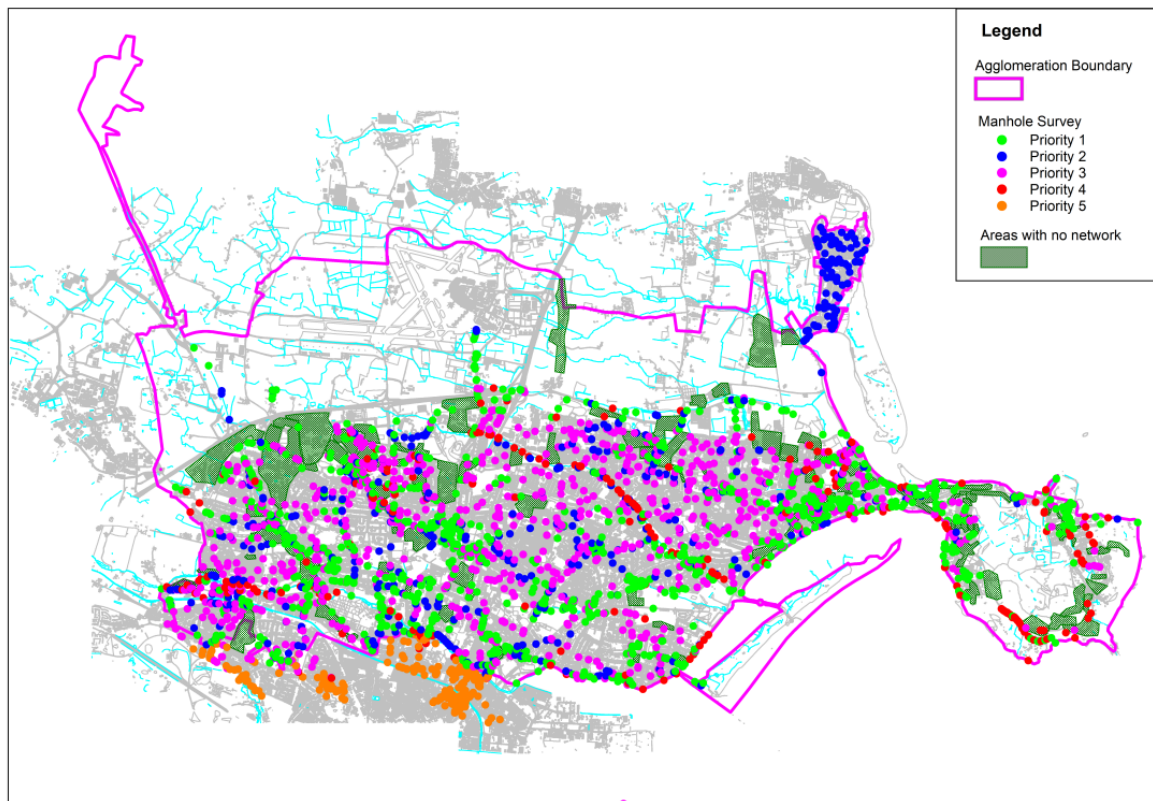 Legend
Agglomeration Boundary
Manhole Survey
Priority 1
Priority 2
Priority 3
Priority 4
Priority 5
Areas with no network